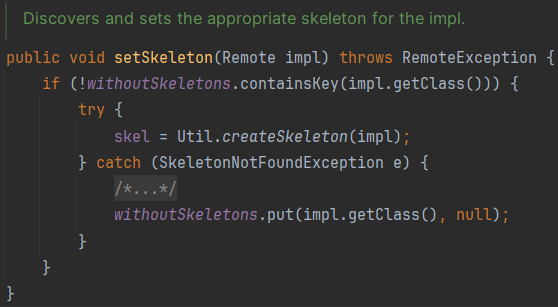 Discovers and sets the appropriate skeleton for the impl.
public void setSkeleton(Remote impl) throws RemoteException {
    if (!withoutSkeletons.containsKey(impl.getClass())) {
        try {
            skel = Util.createSkeleton(impl);
        } catch (SkeletonNotFoundException e) {
            /*...*/
            withoutSkeletons.put(impl.getClass(), null);
        }
    }
}